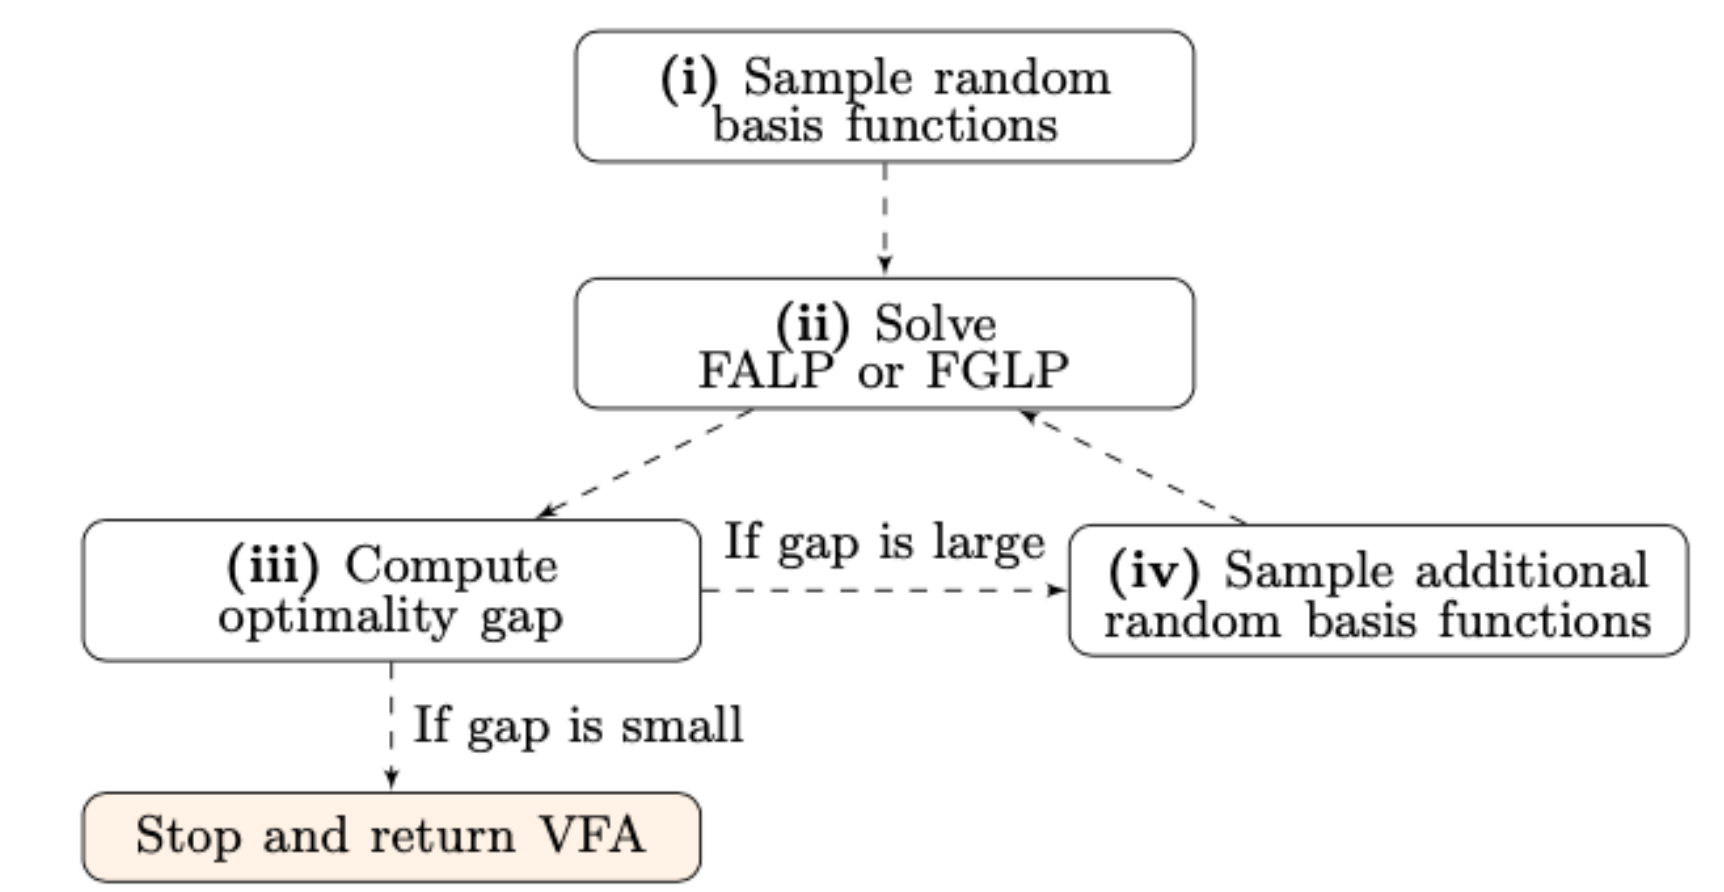 (i) Sample random
basis functions
(ii) Solve
FALP or FGLP
(iii) Compute
optimality gap
If gap is large
(iv) Sample additional
random basis functions
If gap is small
Stop and return VFA